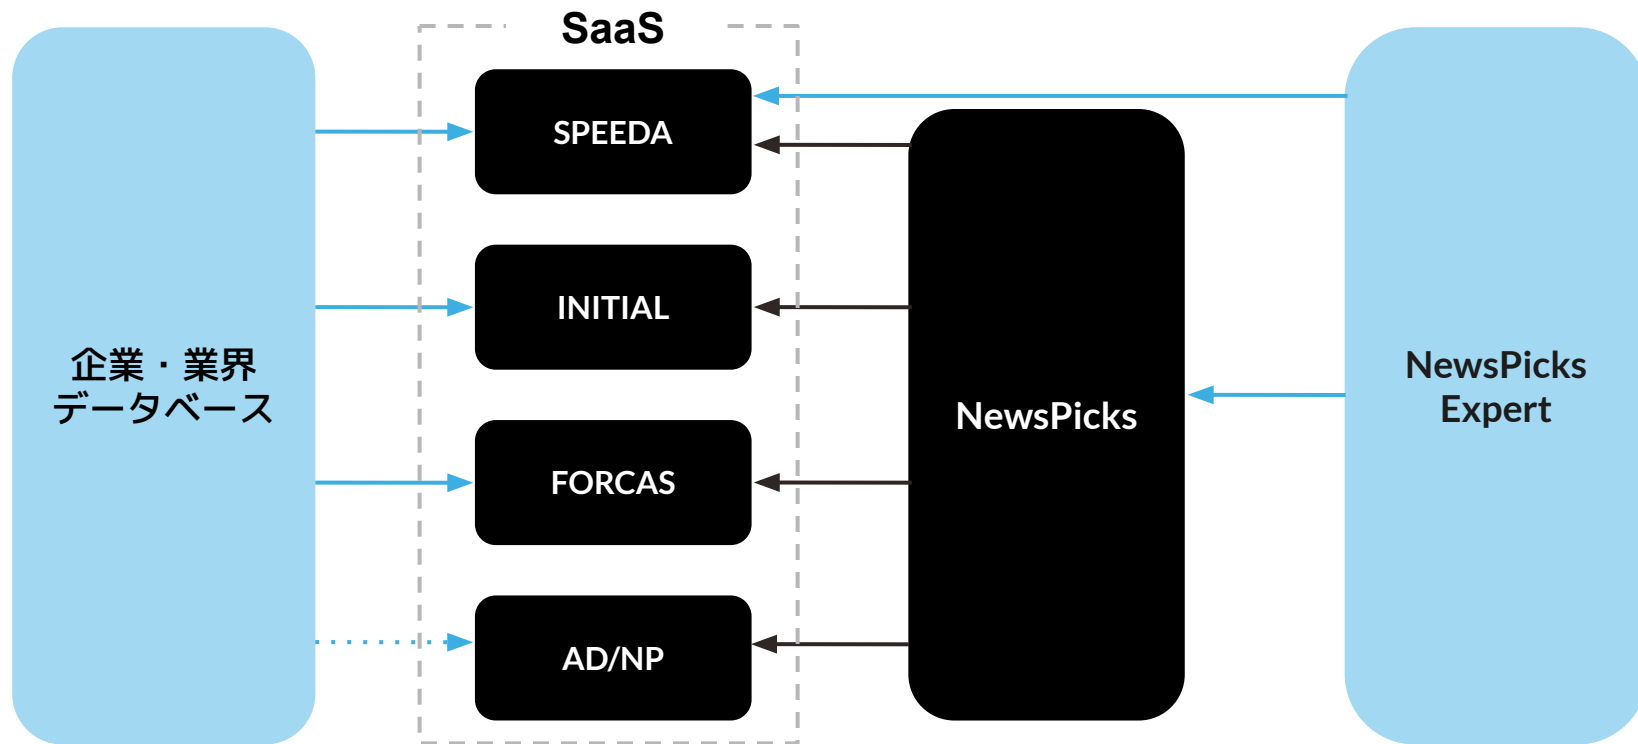 SaaS
企業・業界
データベース
SPEEDA
INITIAL
FORCAS
AD/NP
NewsPicks
NewsPicks
Expert